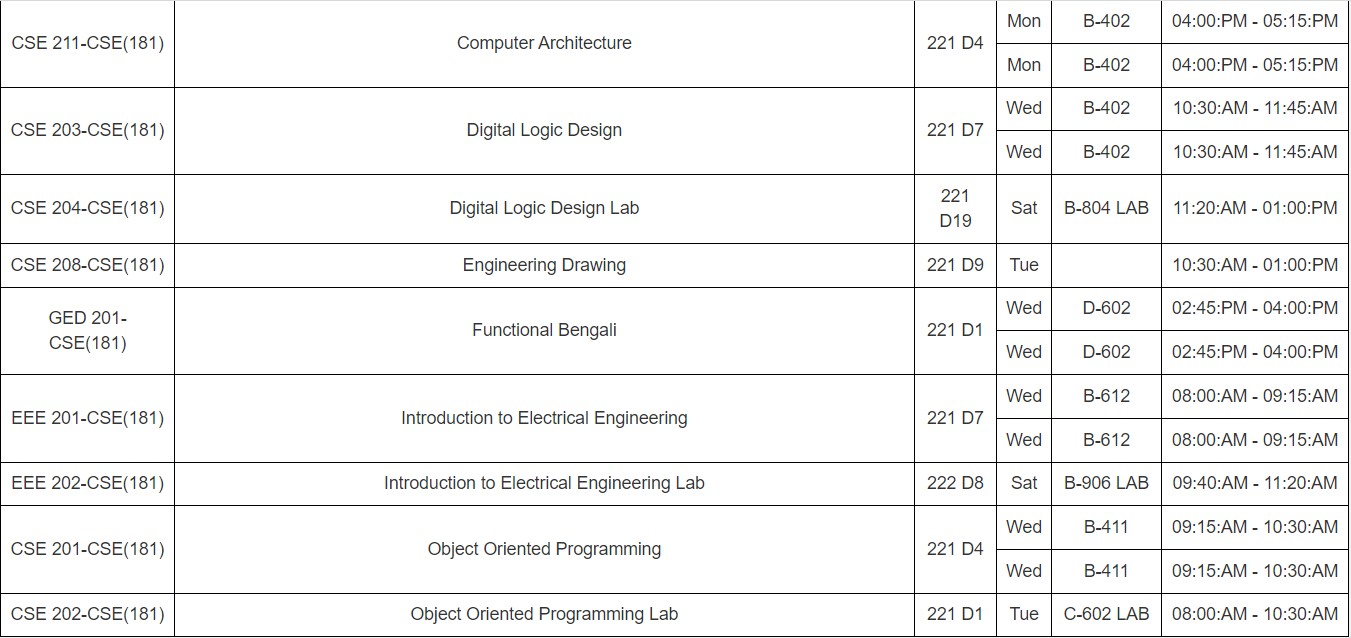 CSE 211-CSE(181) Computer Architecture 221 D4 Mon B-402 04:00:PM - 05:15:PM
Mon B-402 04:00:PM - 05:15:PM
CSE 203-CSE(181) Digital Logic Design 221 D7 Wed B-402 10:30:AM - 11:45:AM
Wed B-402 10:30:AM - 11:45:AM
CSE 204-CSE(181) Digital Logic Design Lab 221
D19 Sat B-804 LAB 11:20:AM - 01:00:PM
CSE 208-CSE(181) Engineering Drawing 221 D9 Tue 10:30:AM - 01:00:PM
GED 201-
CSE(181) Functional Bengali 221 D1 Wed D-602 02:45:PM - 04:00:PM
Wed D-602 02:45:PM - 04:00:PM
EEE 201-CSE(181) Introduction to Electrical Engineering 221 D7 Wed B-612 08:00:AM - 09:15:AM
Wed B-612 08:00:AM - 09:15:AM
EEE 202-CSE(181) Introduction to Electrical Engineering Lab 222 D8 Sat B-906 LAB 09:40:AM - 11:20:AM
CSE 201-CSE(181) Object Oriented Programming 221 D4 Wed B-411 09:15:AM - 10:30:AM
Wed B-411 09:15:AM - 10:30:AM
CSE 202-CSE(181) Object Oriented Programming Lab 221 D1 Tue C-602 LAB 08:00:AM - 10:30:AM